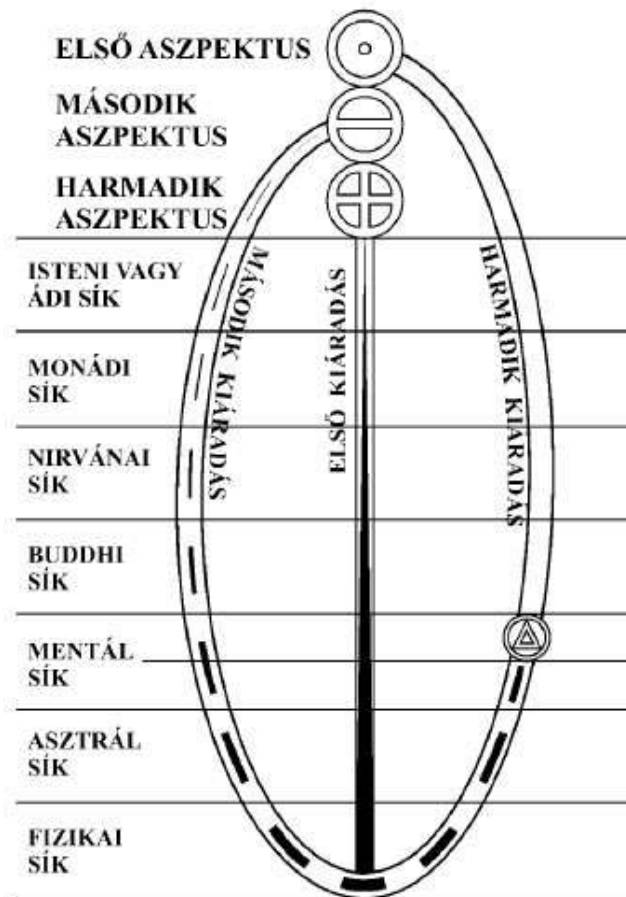 ELSŐ ASZPEKTUS
MÁSODIK
ASZPEKTUS
HARMADIK
ASZPEKTUS
ISTENI VAGY
ÁDI SÍK
MONÁDI
SÍK
NIRVÁNAI
SÍK
BUDDHI
SÍK
MENTÁL
SÍK
ASZTRÁL
SÍK
FIZIKAI
SÍK
MÁSODIK KIÁRADÁS
ELSŐ KIÁRADÁS
HARMADIK KIÁRADÁS